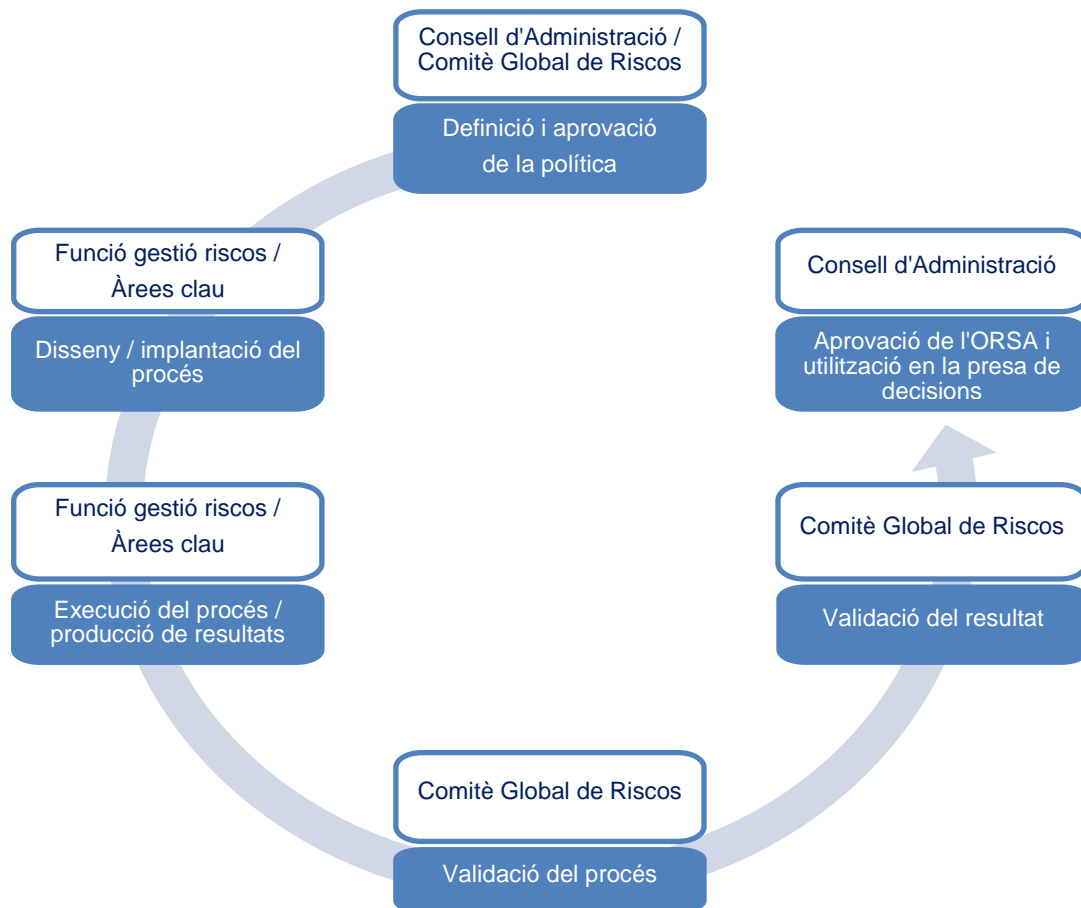 Consell d'Administració /
Comitè Global de Riscos
Definició i aprovació
de la política
Funció gestió riscos /
Àrees clau
Disseny / implantació del
procés
Funció gestió riscos /
Àrees clau
Execució del procés /
producció de resultats
Comitè Global de Riscos
Validació del procés
Comitè Global de Riscos
Validació del resultat
Consell d'Administració
Aprovació de l'ORSA i
utilització en la presa de
decisions